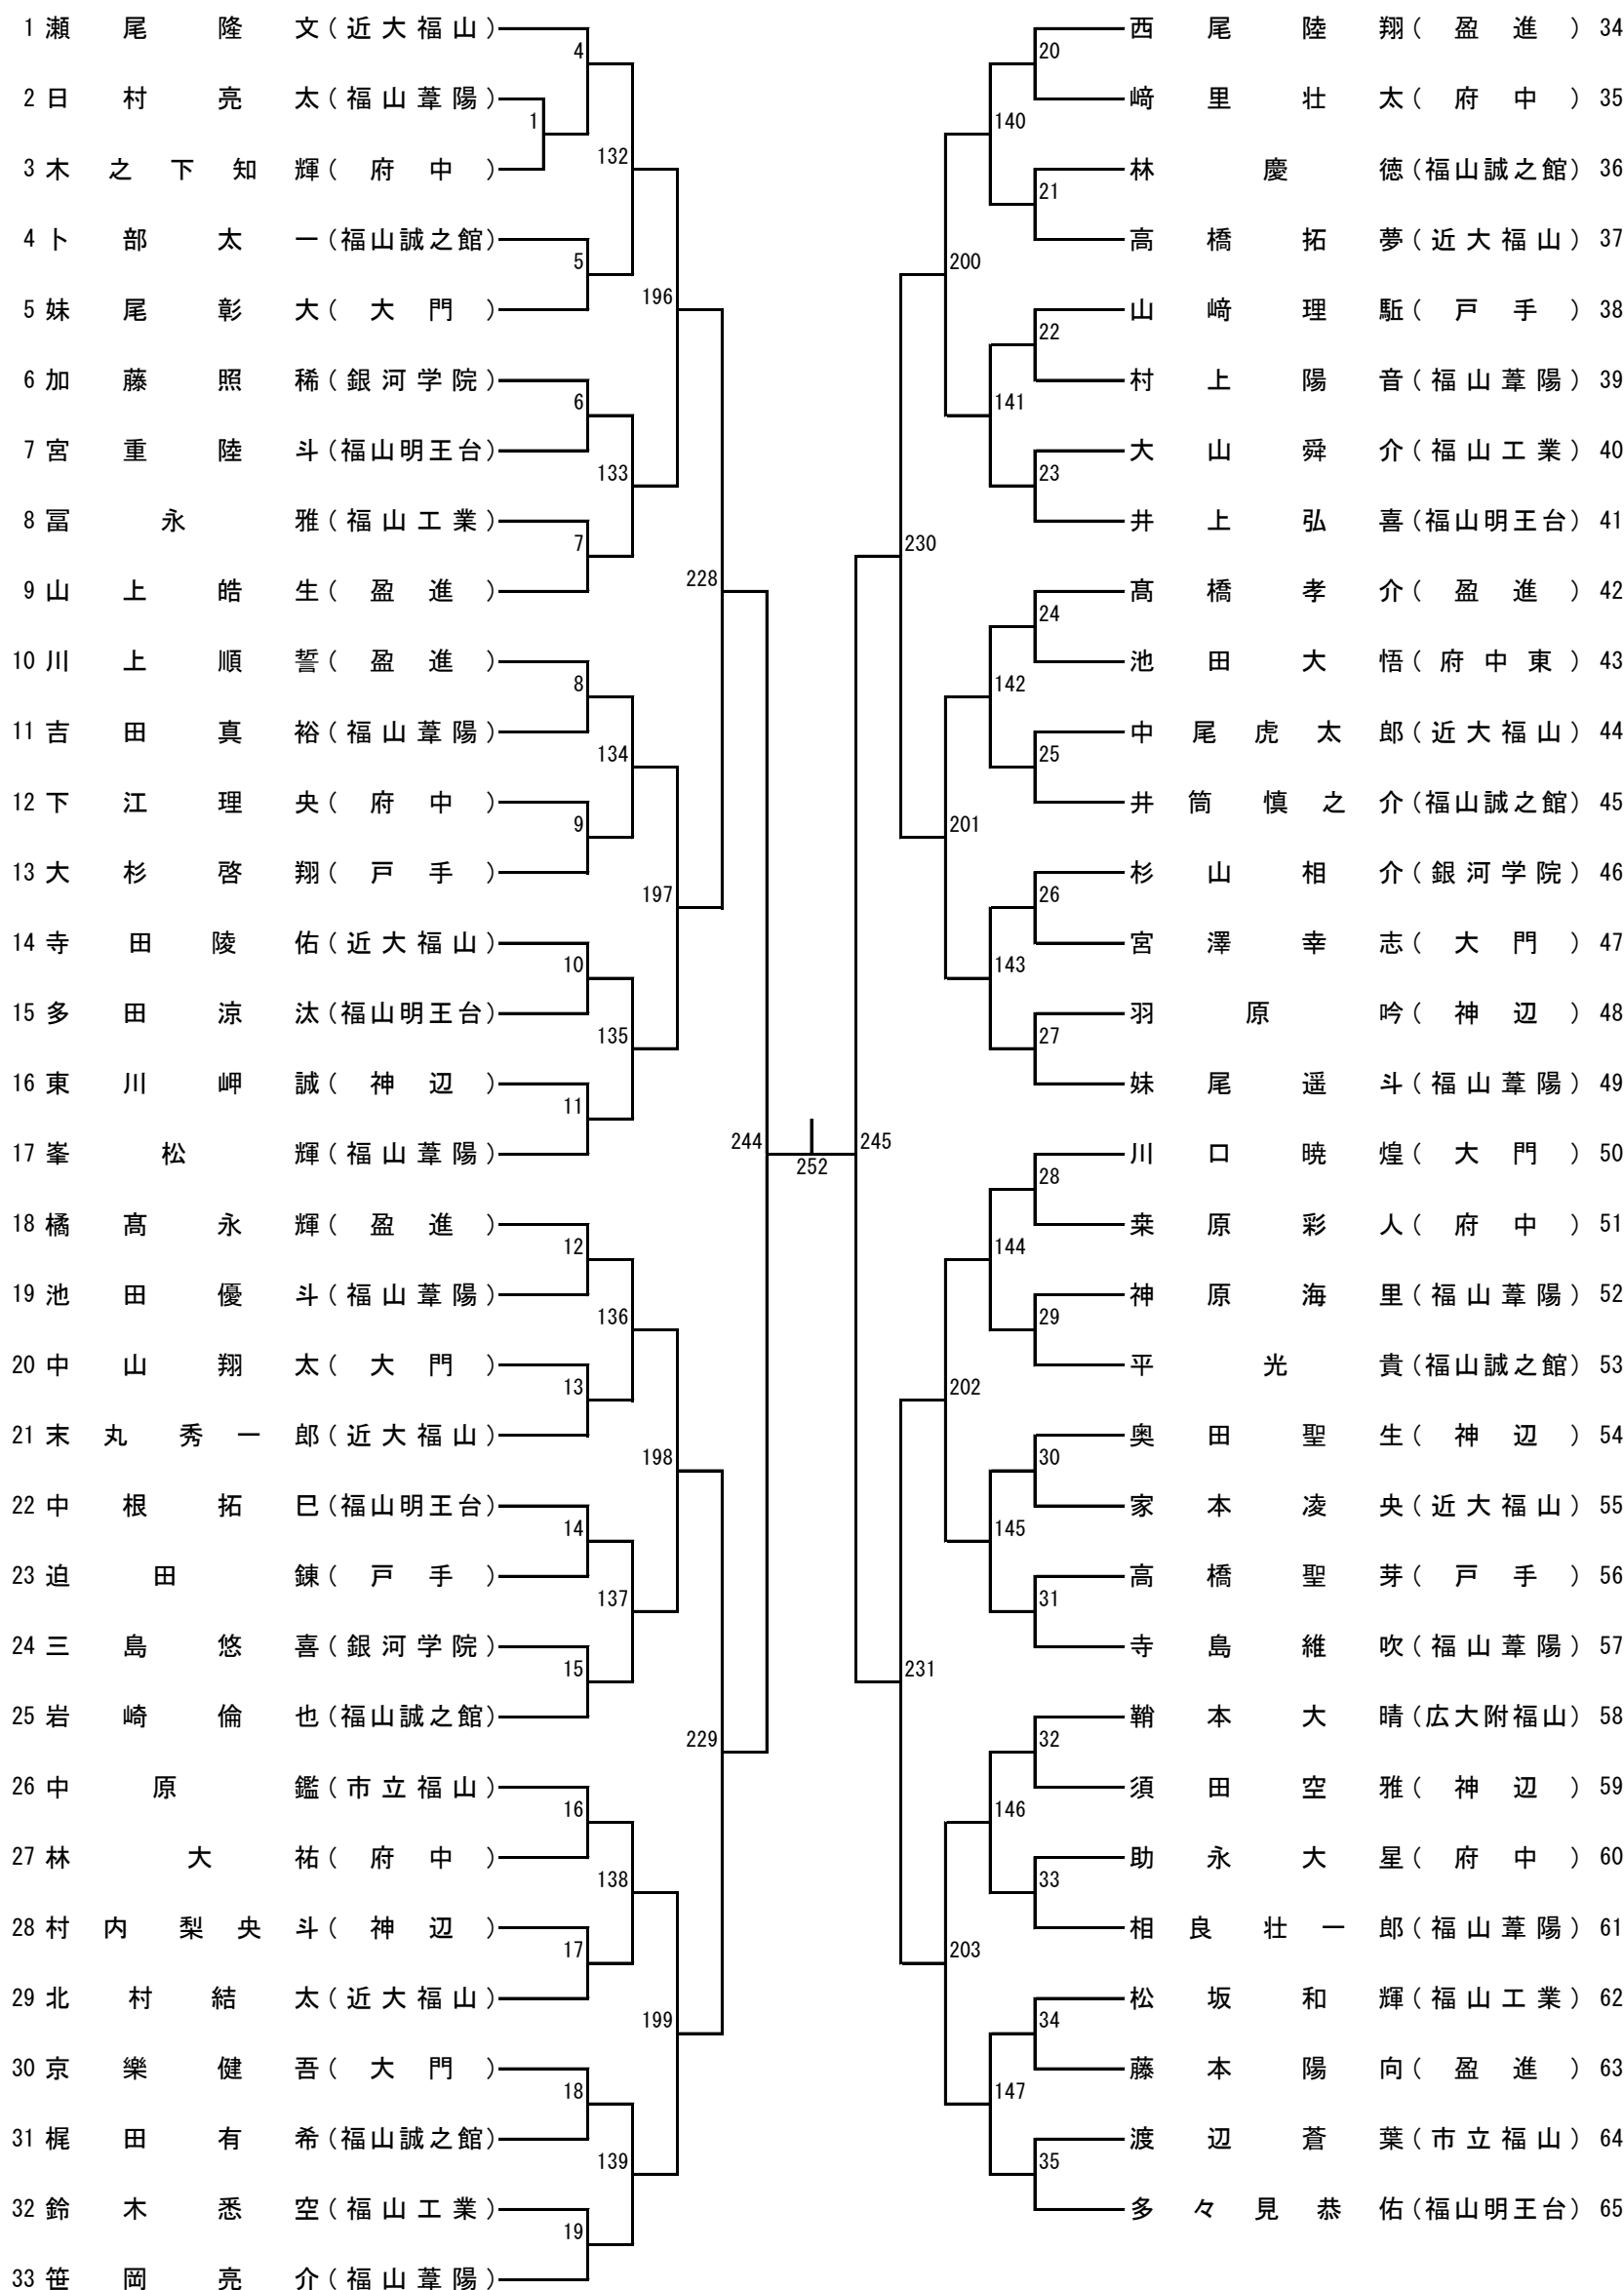 1 瀬尾隆文(近大福山)
2 日村亮太(福山葦陽)
3 木之下知輝(府中)
4 卜部太一(福山誠之館)
5 妹尾彰大(大門)
6 加藤照稀(銀河学院)
7 宮重陸斗(福山明王台)
8 冨永雅(福山工業)
9 山上皓生(盈進)
10 川上順誓(盈進)
11 吉田真裕(福山葦陽)
12 下江理央(府中)
13 大杉啓翔(戸手)
14 寺田陵佑(近大福山)
15 多田涼汰(福山明王台)
16 東川岬誠(神辺)
17 峯松輝(福山葦陽)
18 橘髙永輝(盈進)
19 池田優斗(福山葦陽)
20 中山翔太(大門)
21 末丸秀一郎(近大福山)
22 中根拓巳(福山明王台)
23 迫田錬(戸手)
24 三島悠喜(銀河学院)
25 岩崎倫也(福山誠之館)
26 中原鑑(市立福山)
27 林大祐(府中)
28 村内梨央斗(神辺)
29 北村結太(近大福山)
30 京樂健吾(大門)
31 梶田有希(福山誠之館)
32 鈴木悉空(福山工業)
33 笹岡亮介(福山葦陽)
4
1
132
5
196
6
133
7
228
8
134
9
197
10
135
11
244
12
136
13
198
14
137
15
229
16
138
17
199
18
139
19
252
245
20
140
21
200
22
141
23
230
24
142
25
201
26
143
27
28
144
29
202
30
145
31
231
32
146
33
203
34
147
35
西尾陸翔(盈進) 34
﨑里壮太(府中) 35
林慶徳(福山誠之館) 36
高橋拓夢(近大福山) 37
山﨑理駈(戸手) 38
村上陽音(福山葦陽) 39
大山舜介(福山工業) 40
井上弘喜(福山明王台) 41
髙橋孝介(盈進) 42
池田大悟(府中東) 43
中尾虎太郎(近大福山) 44
井筒慎之介(福山誠之館) 45
杉山相介(銀河学院) 46
宮澤幸志(大門) 47
羽原吟(神辺) 48
妹尾遥斗(福山葦陽) 49
川口暁煌(大門) 50
桒原彩人(府中) 51
神原海里(福山葦陽) 52
平光貴(福山誠之館) 53
奥田聖生(神辺) 54
家本凌央(近大福山) 55
高橋聖芽(戸手) 56
寺島維吹(福山葦陽) 57
鞆本大晴(広大附福山) 58
須田空雅(神辺) 59
助永大星(府中) 60
相良壮一郎(福山葦陽) 61
松坂和輝(福山工業) 62
藤本陽向(盈進) 63
渡辺蒼葉(市立福山) 64
多々見恭佑(福山明王台) 65